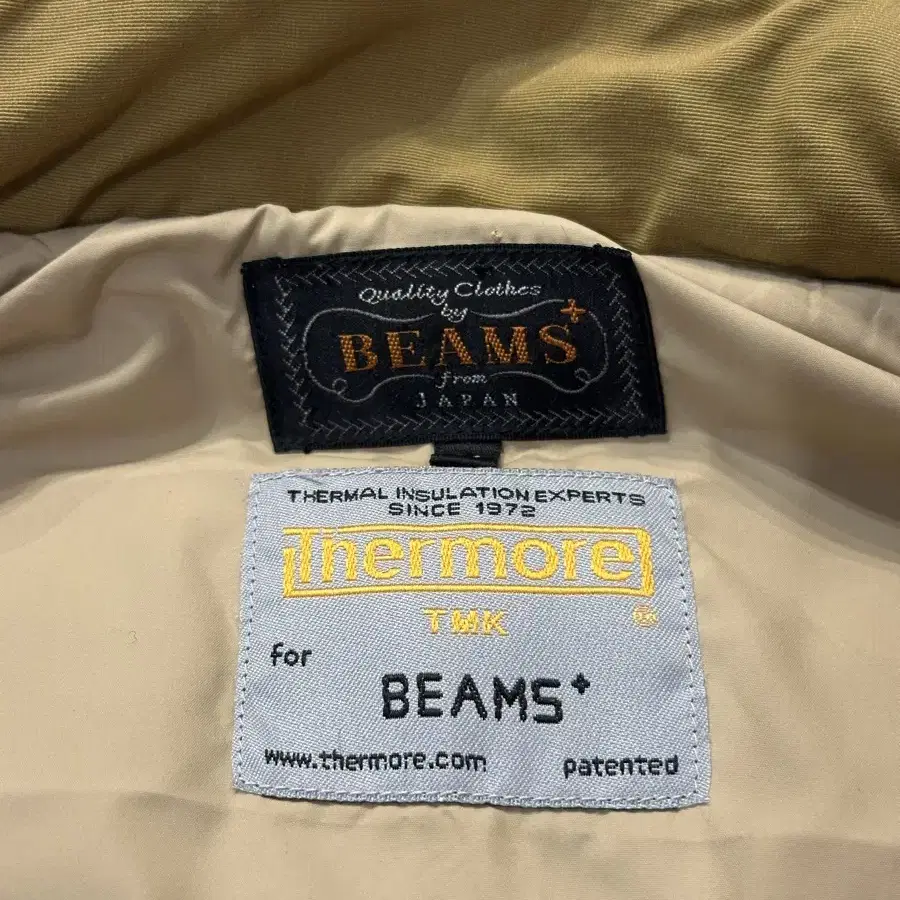 Quality Clothes
by
BEAMS+
from
JAPAN
THERMAL INSULATION EXPERTS
SINCE 1972
Thermore
TMK
for
BEAMS+
www.thermore.com patented